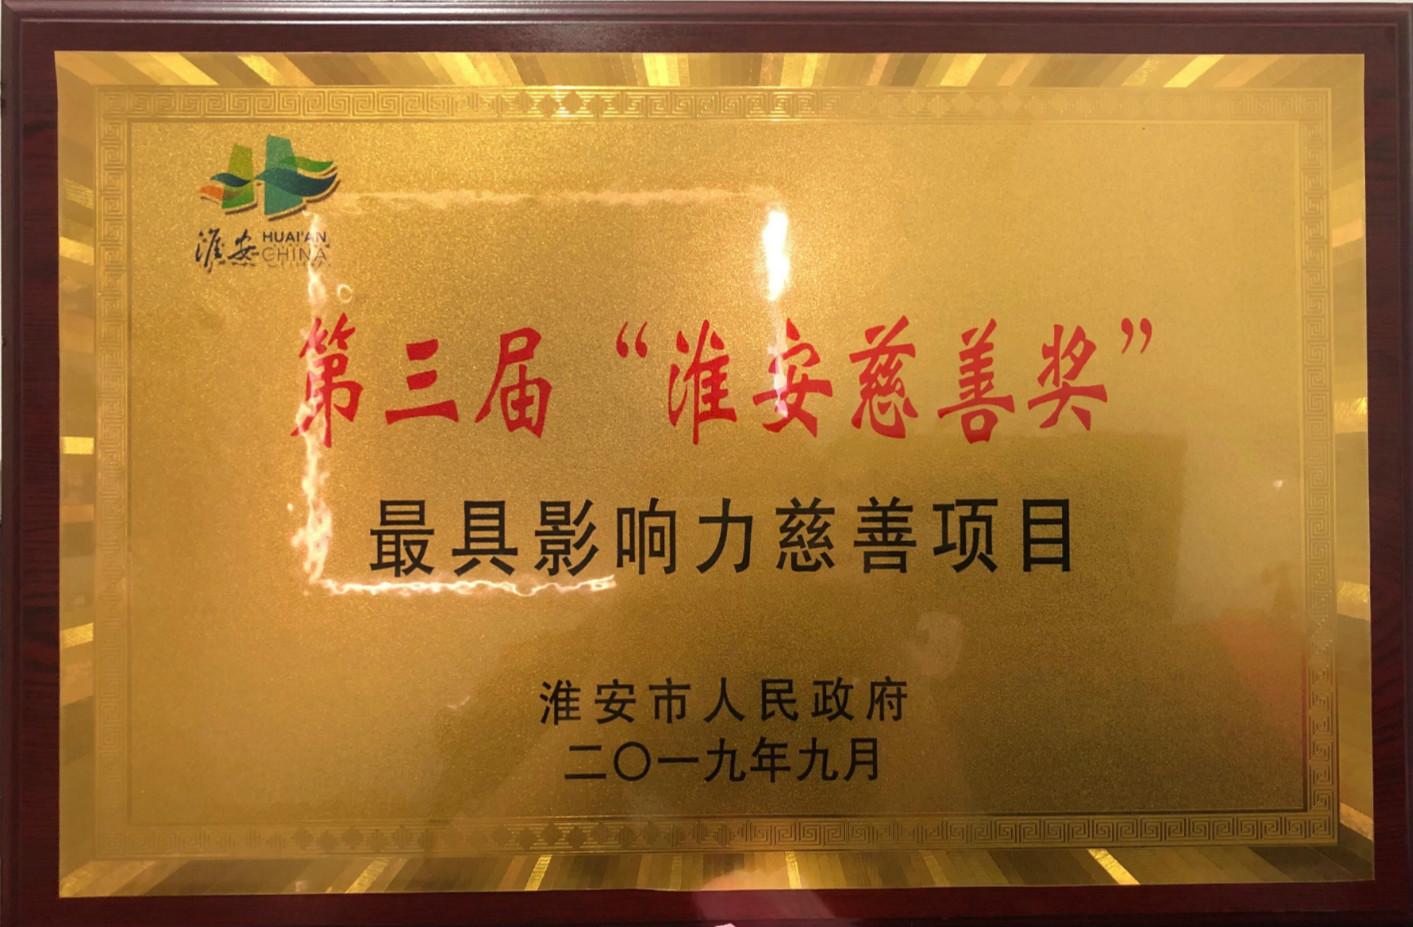 淮安 HUAI'AN
CHINA
第三届“淮安慈善奖”
最具影响力慈善项目
淮安市人民政府
二〇一九年九月